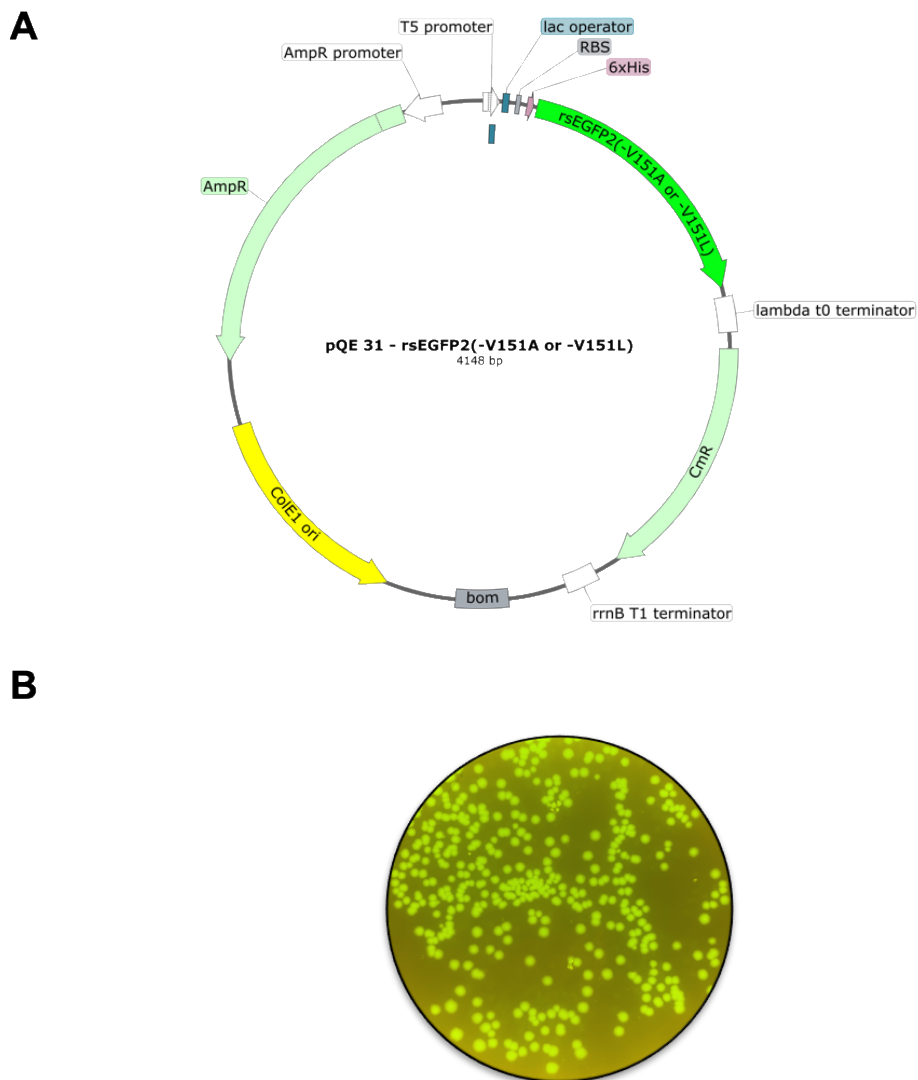 A
T5 promoter
lac operator
AmpR promoter
RBS
6xHis
rsEGFP2(-V151A or -V151L)
AmpR
lambda t0 terminator
pQE 31 - rsEGFP2(-V151A or -V151L)
4148 bp
CmR
ColE1 ori
bom
rrnB T1 terminator
B